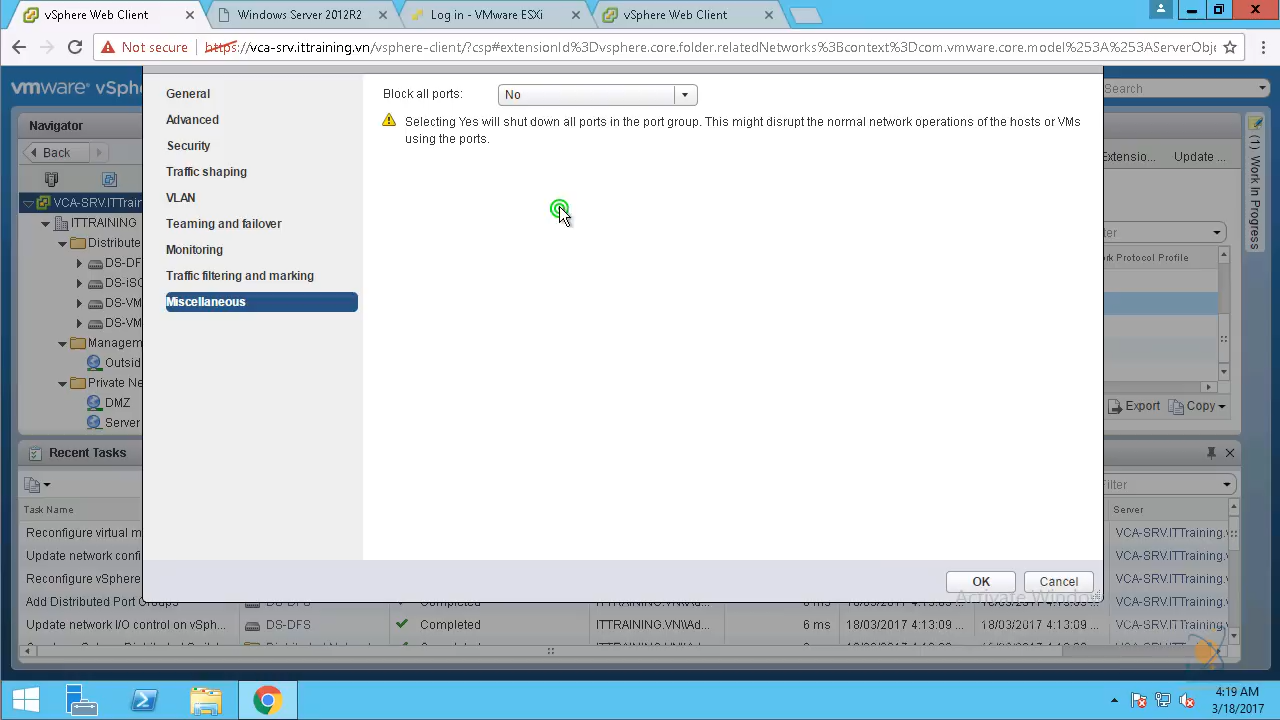 vSphere Web Client
Windows Server 2012R2
Log in - VMware ESXi
vSphere Web Client
Not secure
https://vca-srv.ittraining.vn/vsphere-client/?csp#extensionId%3Dvsphere.core.folder.relatedNetworks%3Bcontext%3Dcom.vmware.core.model%253A%253AServerObje
vmware vSph
Search
Navigator
Back
Extensio...
Update ...
(1) Work In Progress
VCA-SRV.ITTrain
ITTRAINING
Distribute
DS-DF
DS-iSC
DS-VM
DS-VM
Managem
Outsid
Private Ne
DMZ
Server
General
Advanced
Security
Traffic shaping
VLAN
Teaming and failover
Monitoring
Traffic filtering and marking
Miscellaneous
Block all ports:
No
Selecting Yes will shut down all ports in the port group. This might disrupt the normal network operations of the hosts or VMs
using the ports.
rk Protocol Profile
Export
Copy
OK
Cancel
Recent Tasks
Filter
Task Name
Server
Reconfigure virtual m
VCA-SRV.ITTraining.v
Update network confi
VCA-SRV.ITTraining.v
Reconfigure vSphere
VCA-SRV.ITTraining.v
Add Distributed Port Groups
DS-DFS
Completed
ITTRAINING.VN\Ad...
6 ms
18/03/2017 4:13:09 ...
18/03/2017 4:13:09 ...
VCA-SRV.ITTraining.v
Update network I/O control on vSph...
DS-DFS
Completed
ITTRAINING.VN\Ad...
6 ms
18/03/2017 4:13:09 ...
18/03/2017 4:13:09 ...
VCA-SRV.ITTraining.v
Activate Windo
4:19 AM
3/18/2017